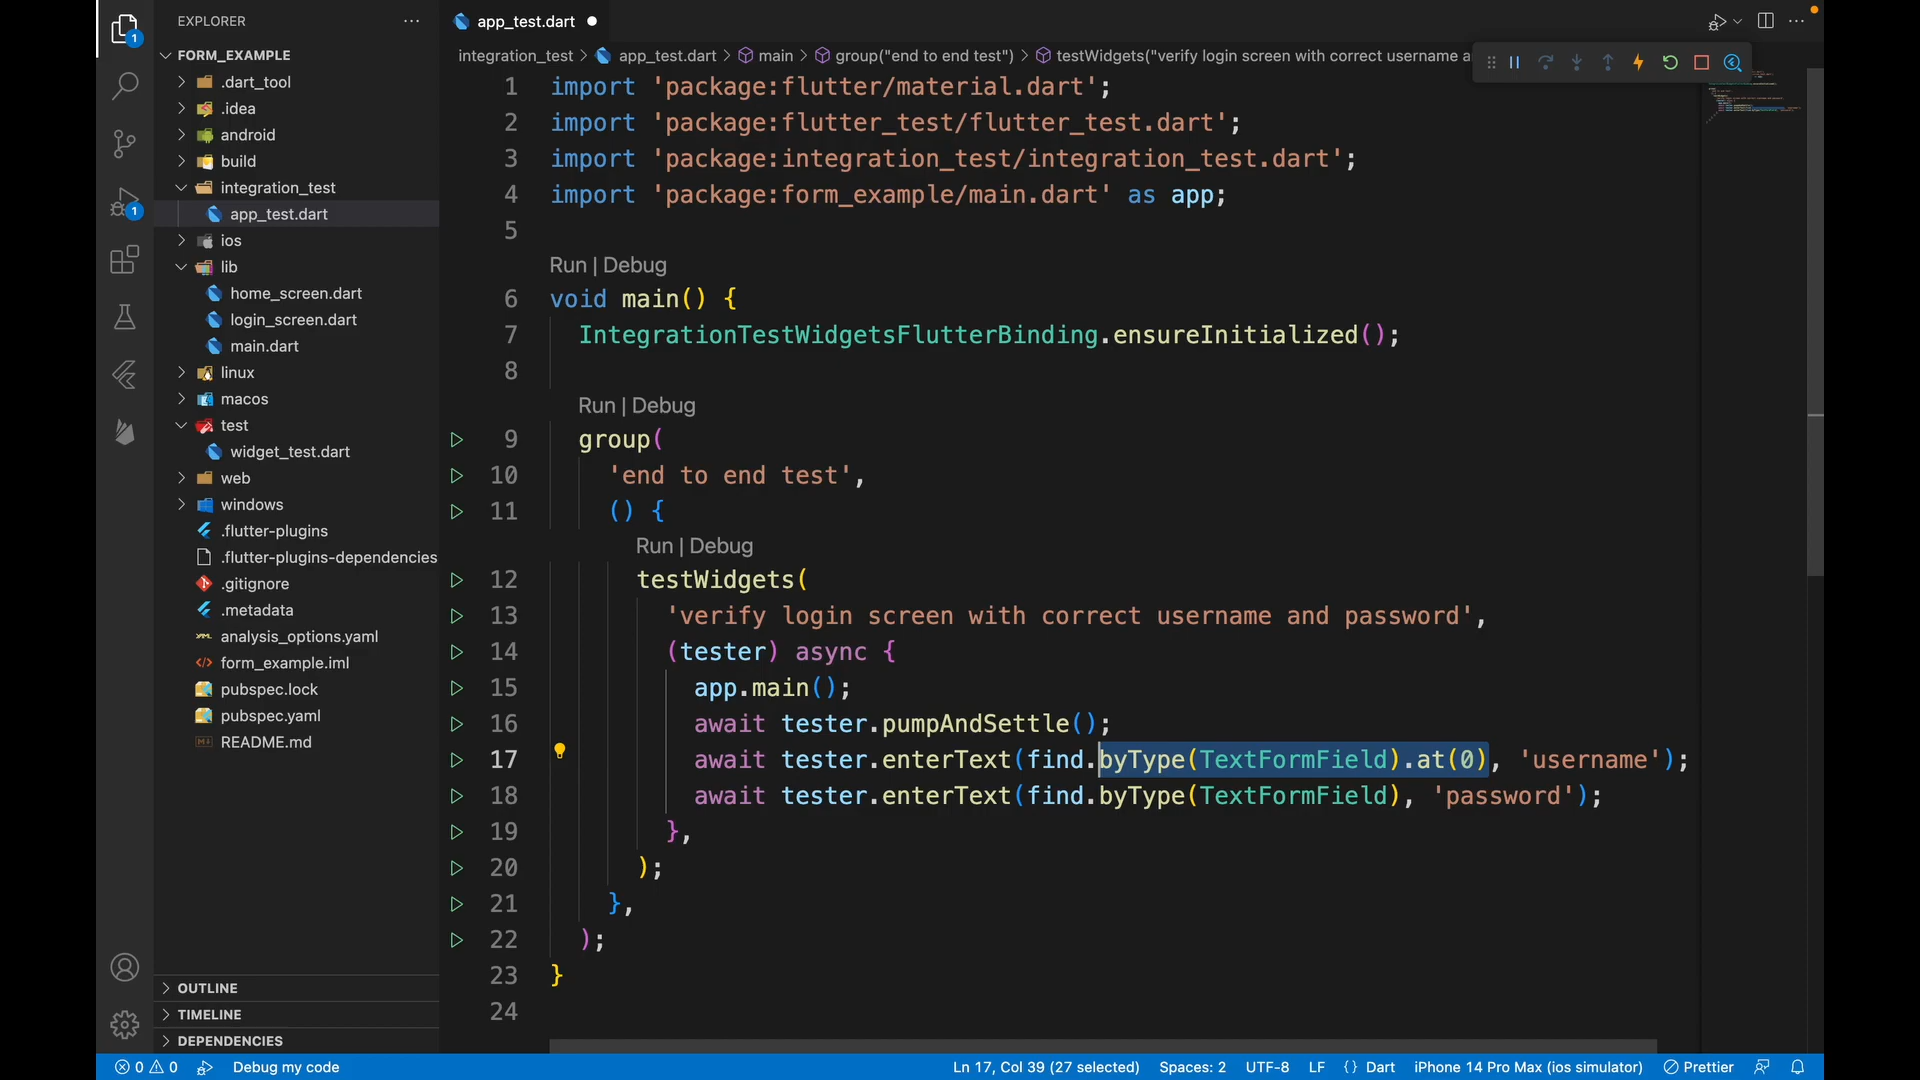 EXPLORER
FORM_EXAMPLE
.dart_tool
.idea
android
build
integration_test
app_test.dart
ios
lib
home_screen.dart
login_screen.dart
main.dart
linux
macos
test
widget_test.dart
web
windows
.flutter-plugins
.flutter-plugins-dependencies
.gitignore
.metadata
analysis_options.yaml
form_example.iml
pubspec.lock
pubspec.yaml
README.md
OUTLINE
TIMELINE
DEPENDENCIES
1
1
app_test.dart
integration_test > app_test.dart > main > group("end to end test") > testWidgets("verify login screen with correct username
1 import 'package:flutter/material.dart';
2 import 'package:flutter_test/flutter_test.dart';
3 import 'package:integration_test/integration_test.dart';
4 import 'package:form_example/main.dart' as app;
5
Run | Debug
6 void main() {
7 IntegrationTestWidgetsFlutterBinding.ensureInitialized();
8
Run | Debug
9 group(
10 'end to end test',
11 () {
Run | Debug
12 testWidgets(
13 'verify login screen with correct username and password',
14 (tester) async {
15 app.main();
16 await tester.pumpAndSettle();
17 await tester.enterText(find.byType(TextFormField).at(0), 'username');
18 await tester.enterText(find.byType(TextFormField), 'password');
19 },
20 );
21 },
22 );
23 }
24
0 0 Debug my code Ln 17, Col 39 (27 selected) Spaces: 2 UTF-8 LF {} Dart iPhone 14 Pro Max (ios simulator) Prettier